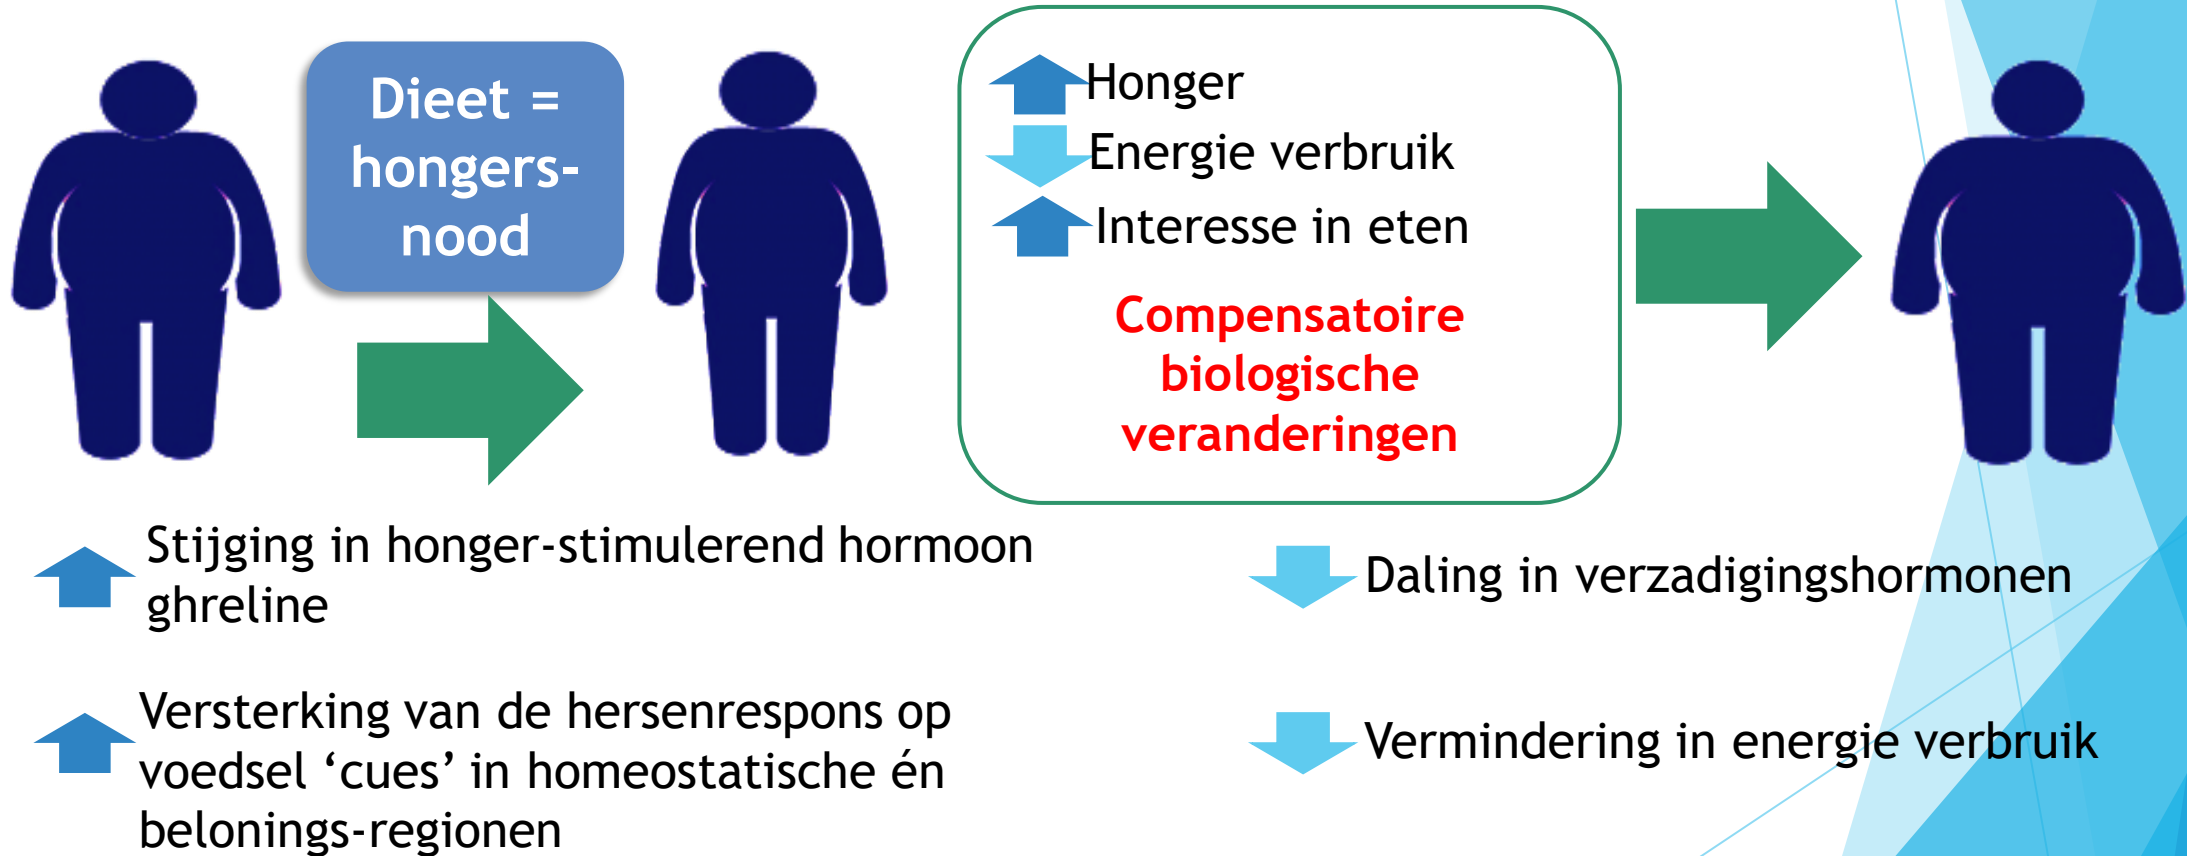 Dieet =
hongers-
nood
Honger
Energie verbruik
Interesse in eten
Compensatoire
biologische
veranderingen
Stijging in honger-stimulerend hormoon
ghreline
Versterking van de hersenrespons op
voedsel ‘cues’ in homeostatische én
belonings-regionen
Daling in verzadigingshormonen
Vermindering in energie verbruik